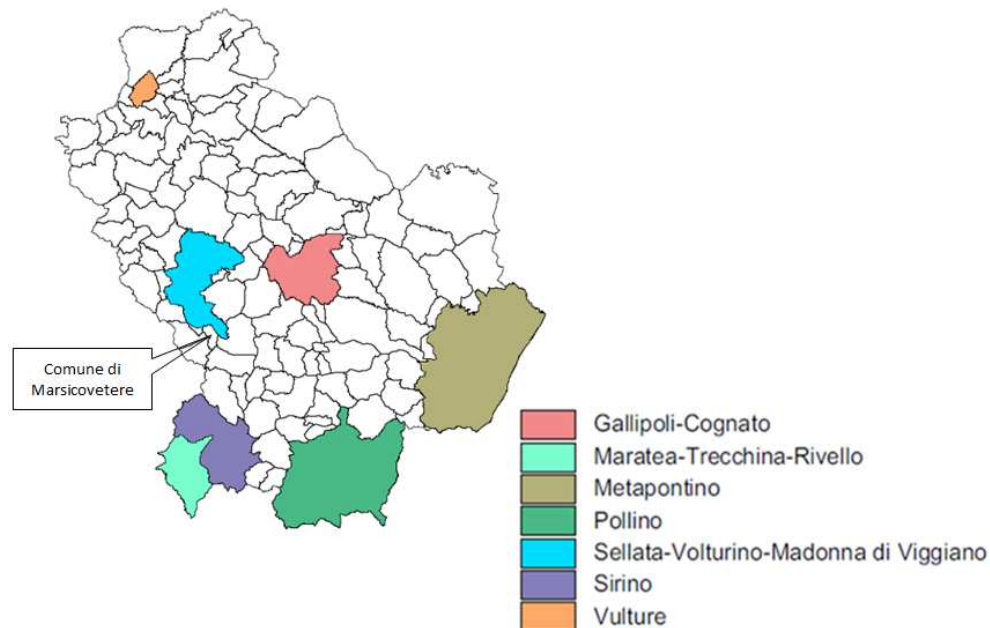 Comune di
Marsicovetere
Gallipoli-Cognato
Maratea-Trecchina-Rivello
Metapontino
Pollino
Sellata-Volturino-Madonna di Viggiano
Sirino
Vulture